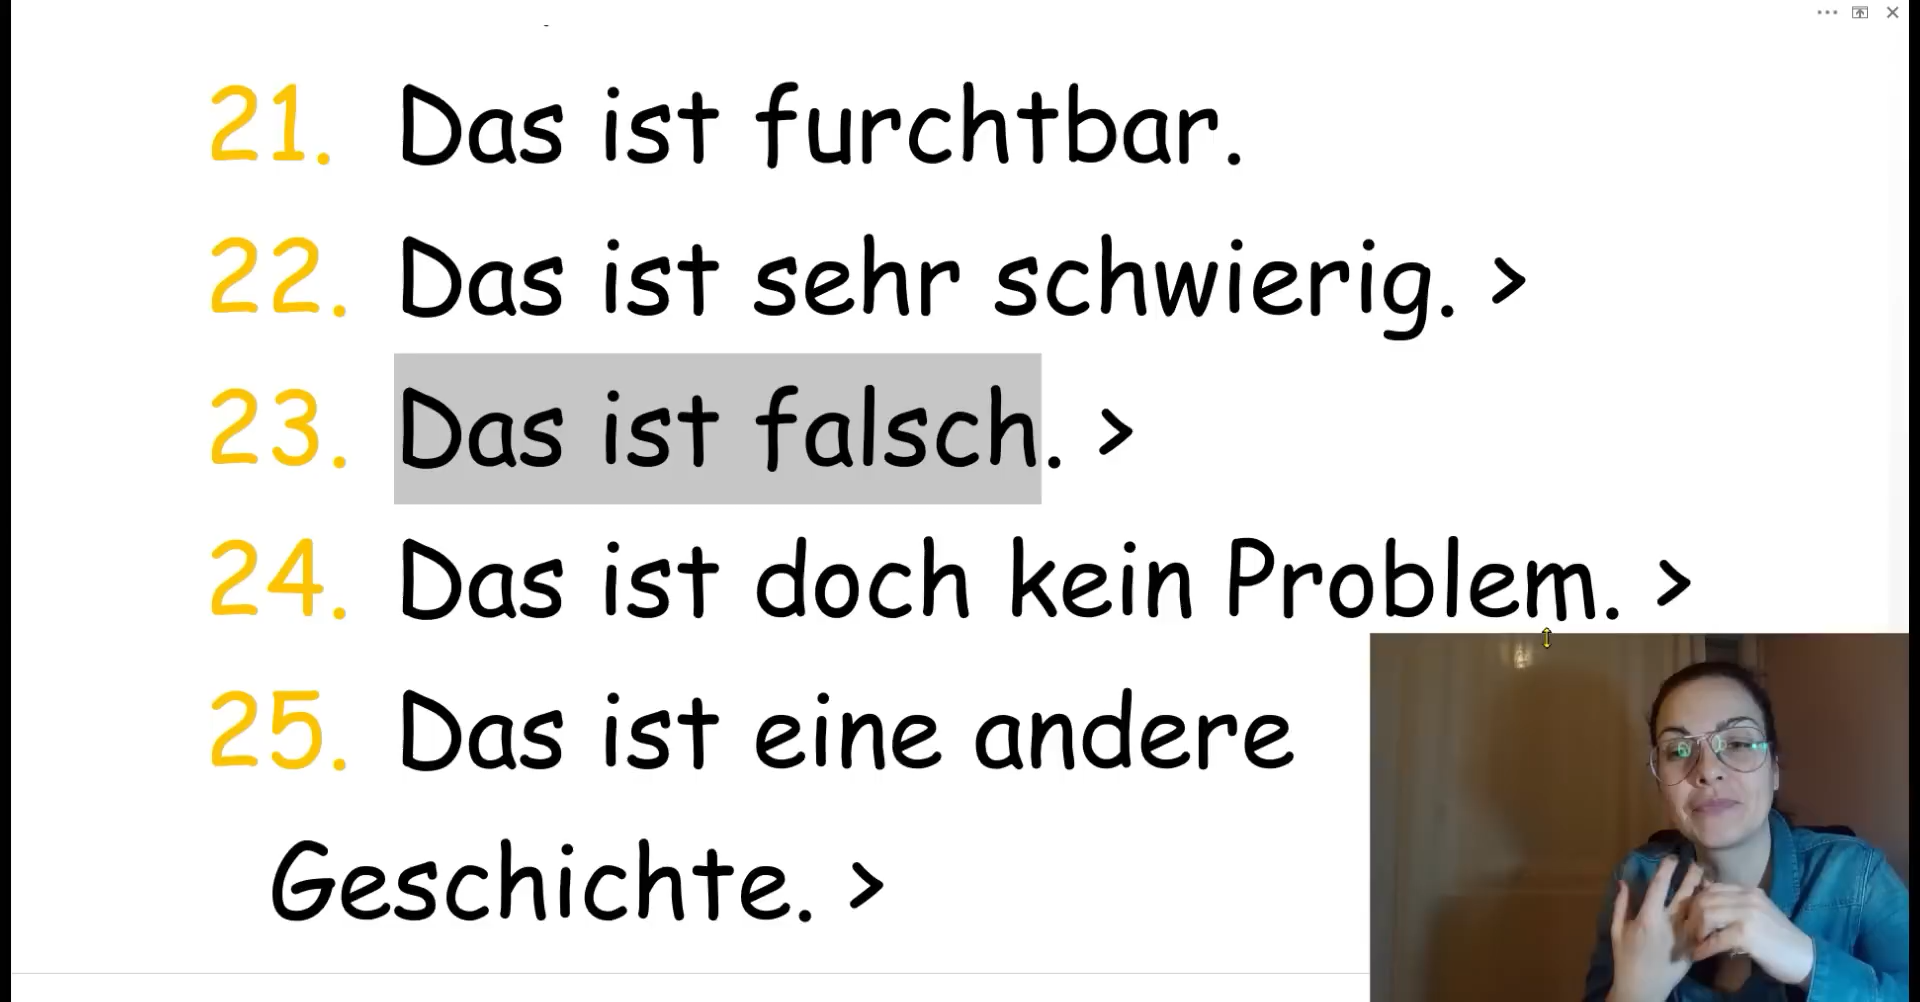 21. Das ist furchtbar.
22. Das ist sehr schwierig. >
23. Das ist falsch. >
24. Das ist doch kein Problem. >
25. Das ist eine andere
Geschichte. >